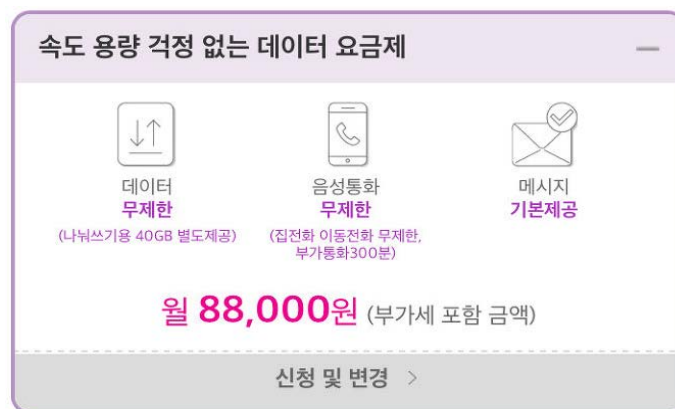 속도 용량 걱정 없는 데이터 요금제
데이터
무제한
(나눠쓰기용 40GB 별도제공)
음성통화
무제한
(집전화 이동전화 무제한,
부가통화300분)
메시지
기본제공
월 88,000원 (부가세 포함 금액)
신청 및 변경 >